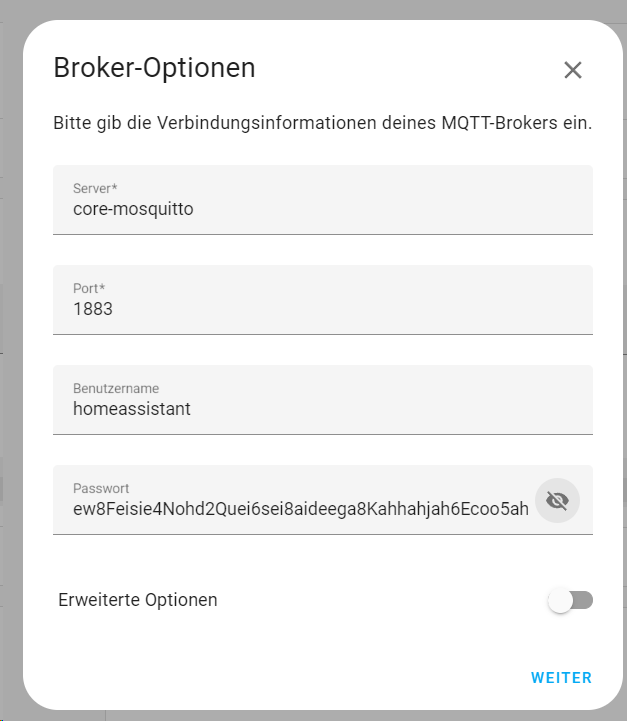 Broker-Optionen
Bitte gib die Verbindungsinformationen deines MQTT-Brokers ein.
Server*
core-mosquitto
Port*
1883
Benutzername
homeassistant
Passwort
ew8Feisie4Nohd2Quei6sei8aideega8Kahhahjah6Ecoo5ah
Erweiterte Optionen
WEITER